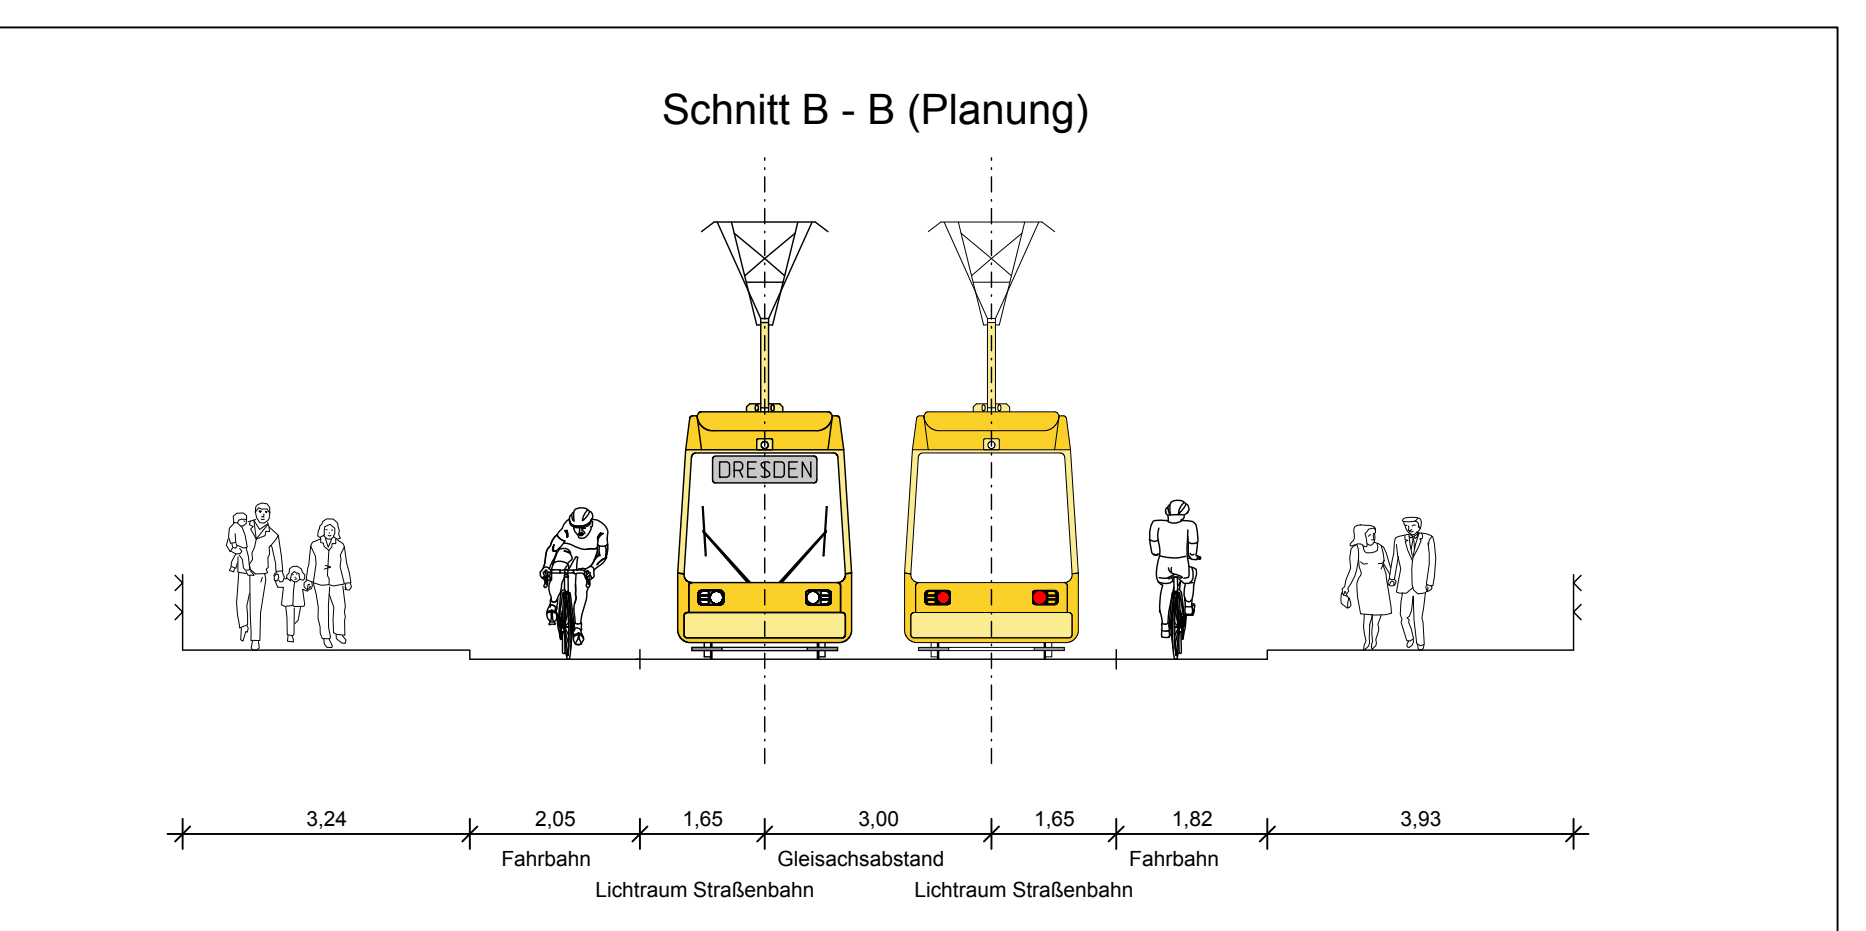 Schnitt B - B (Planung)
DRESDEN
3,24 2,05 1,65 3,00 1,65 1,82 3,93
Fahrbahn Gleisachsabstand Fahrbahn
Lichtraum Straßenbahn Lichtraum Straßenbahn